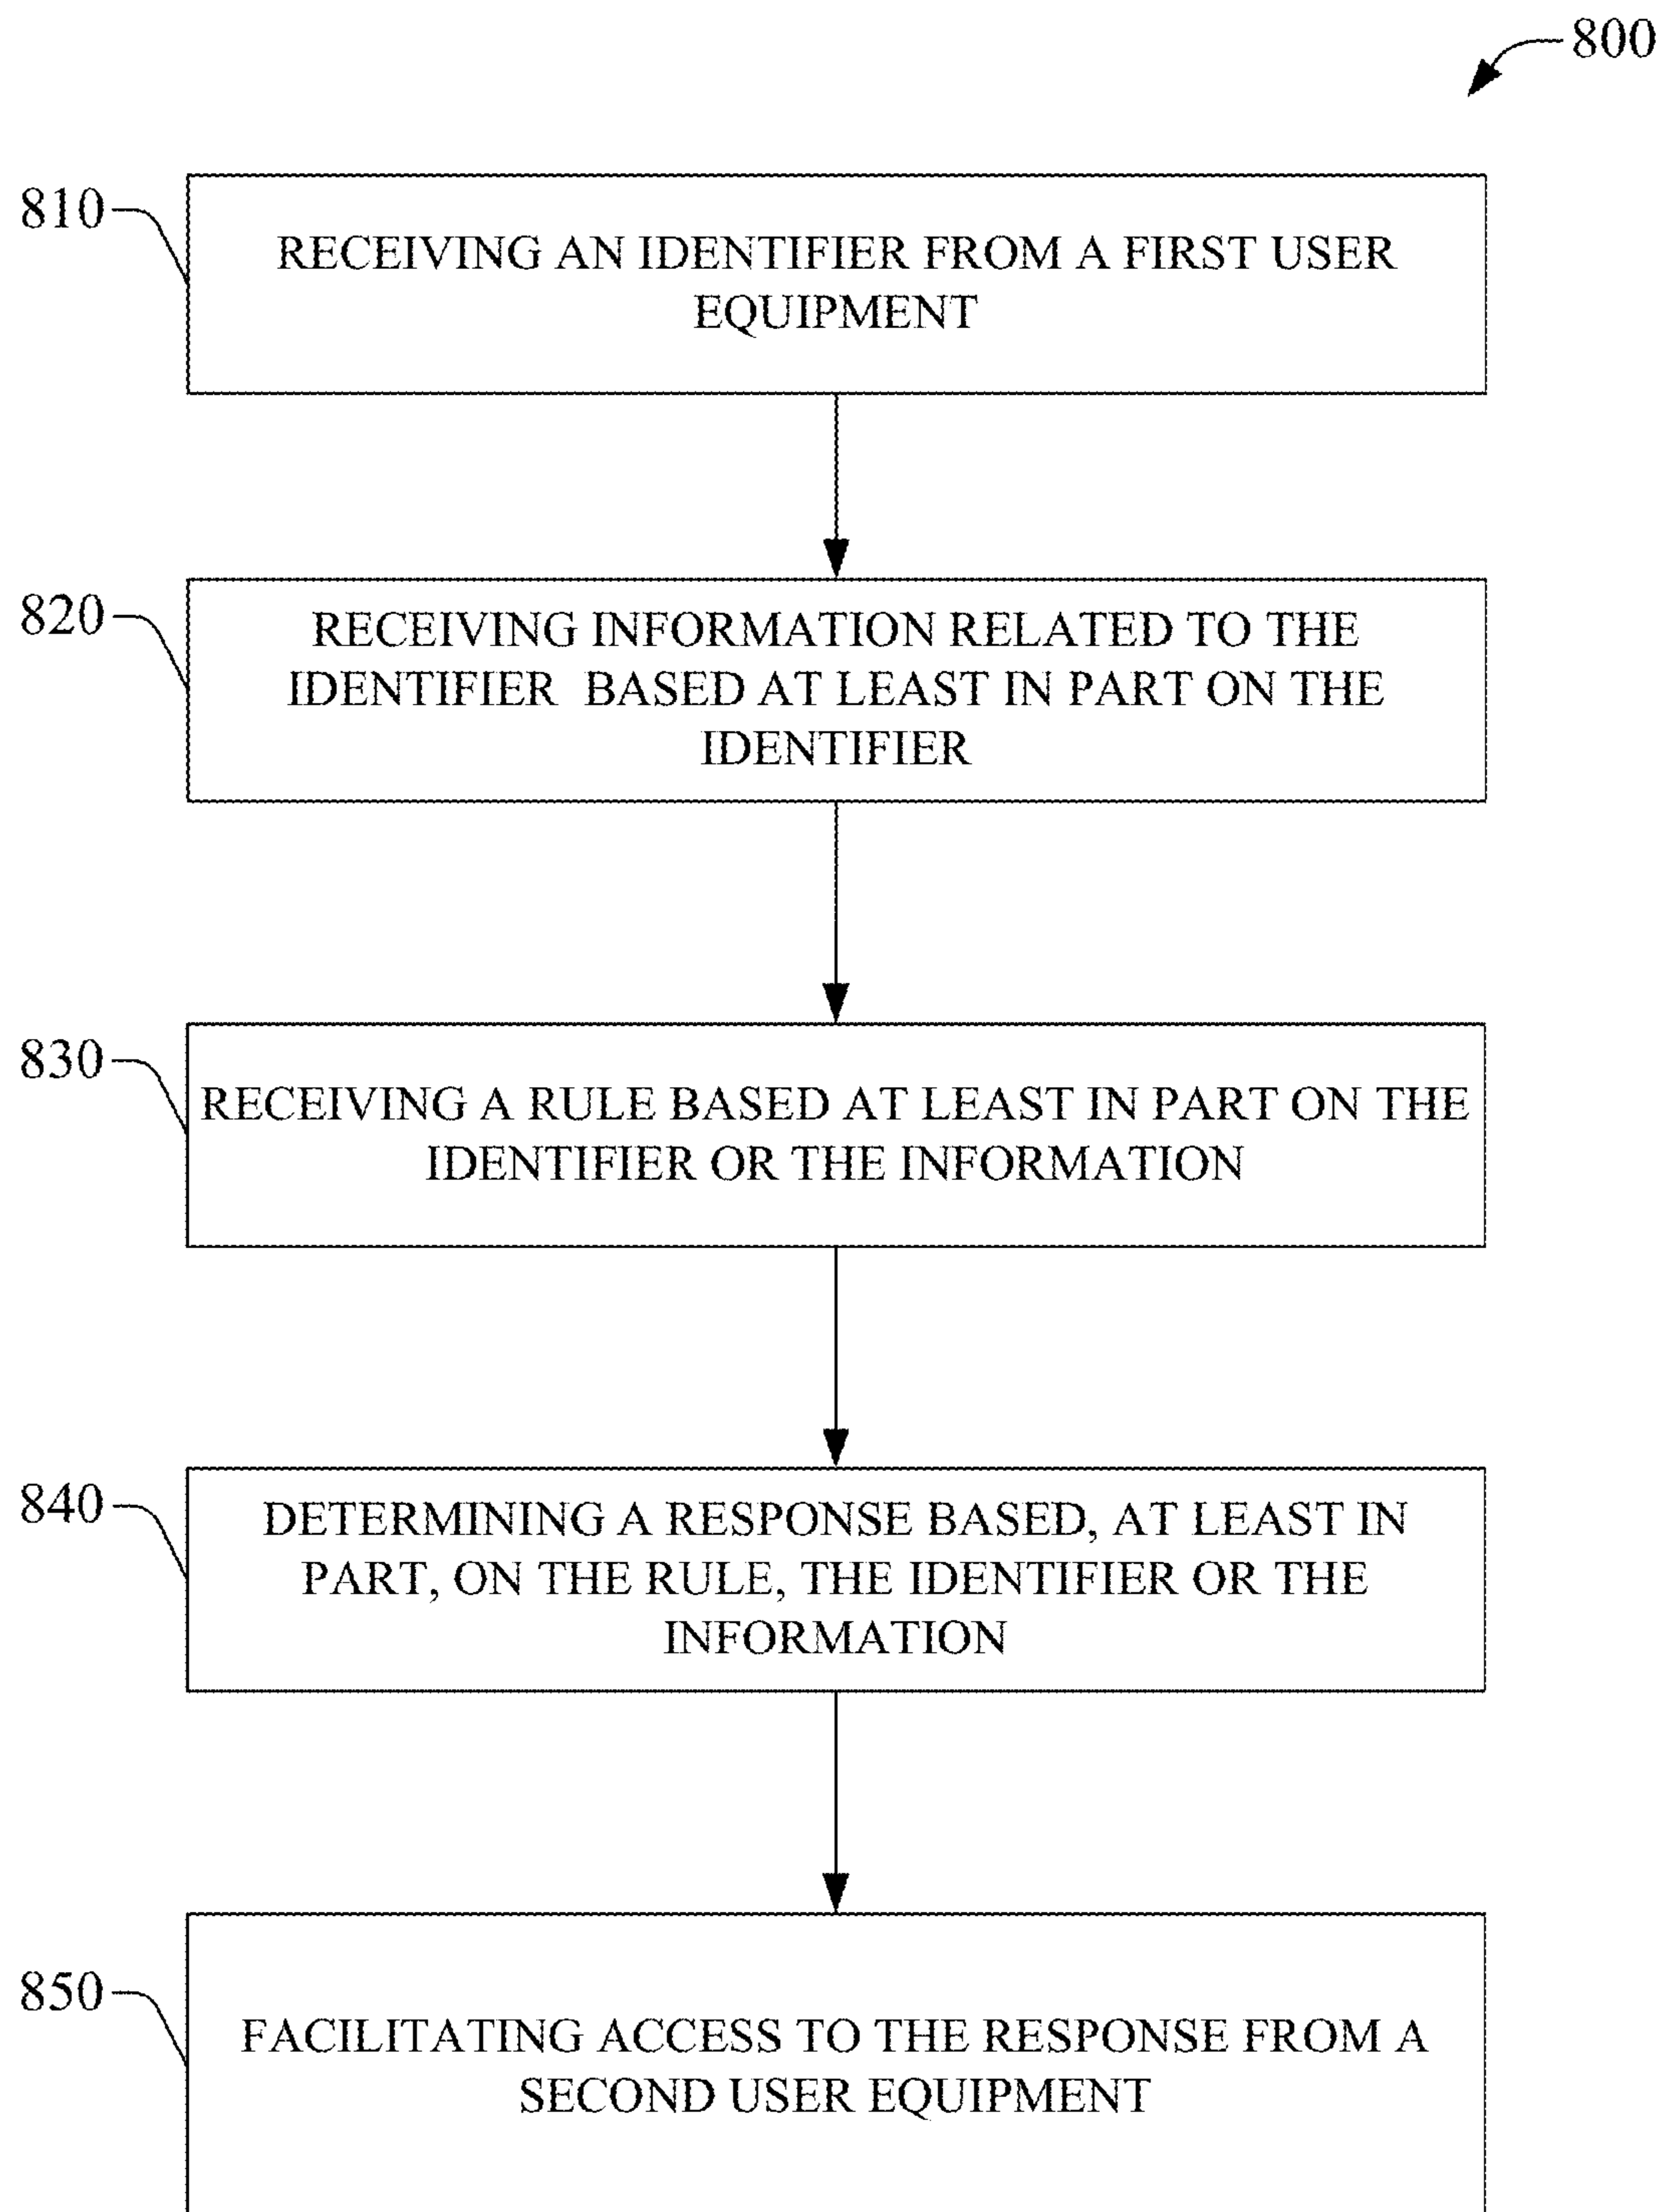 800
810
RECEIVING AN IDENTIFIER FROM A FIRST USER
EQUIPMENT
820
RECEIVING INFORMATION RELATED TO THE
IDENTIFIER BASED AT LEAST IN PART ON THE
IDENTIFIER
830
RECEIVING A RULE BASED AT LEAST IN PART ON THE
IDENTIFIER OR THE INFORMATION
840
DETERMINING A RESPONSE BASED, AT LEAST IN
PART, ON THE RULE, THE IDENTIFIER OR THE
INFORMATION
850
FACILITATING ACCESS TO THE RESPONSE FROM A
SECOND USER EQUIPMENT